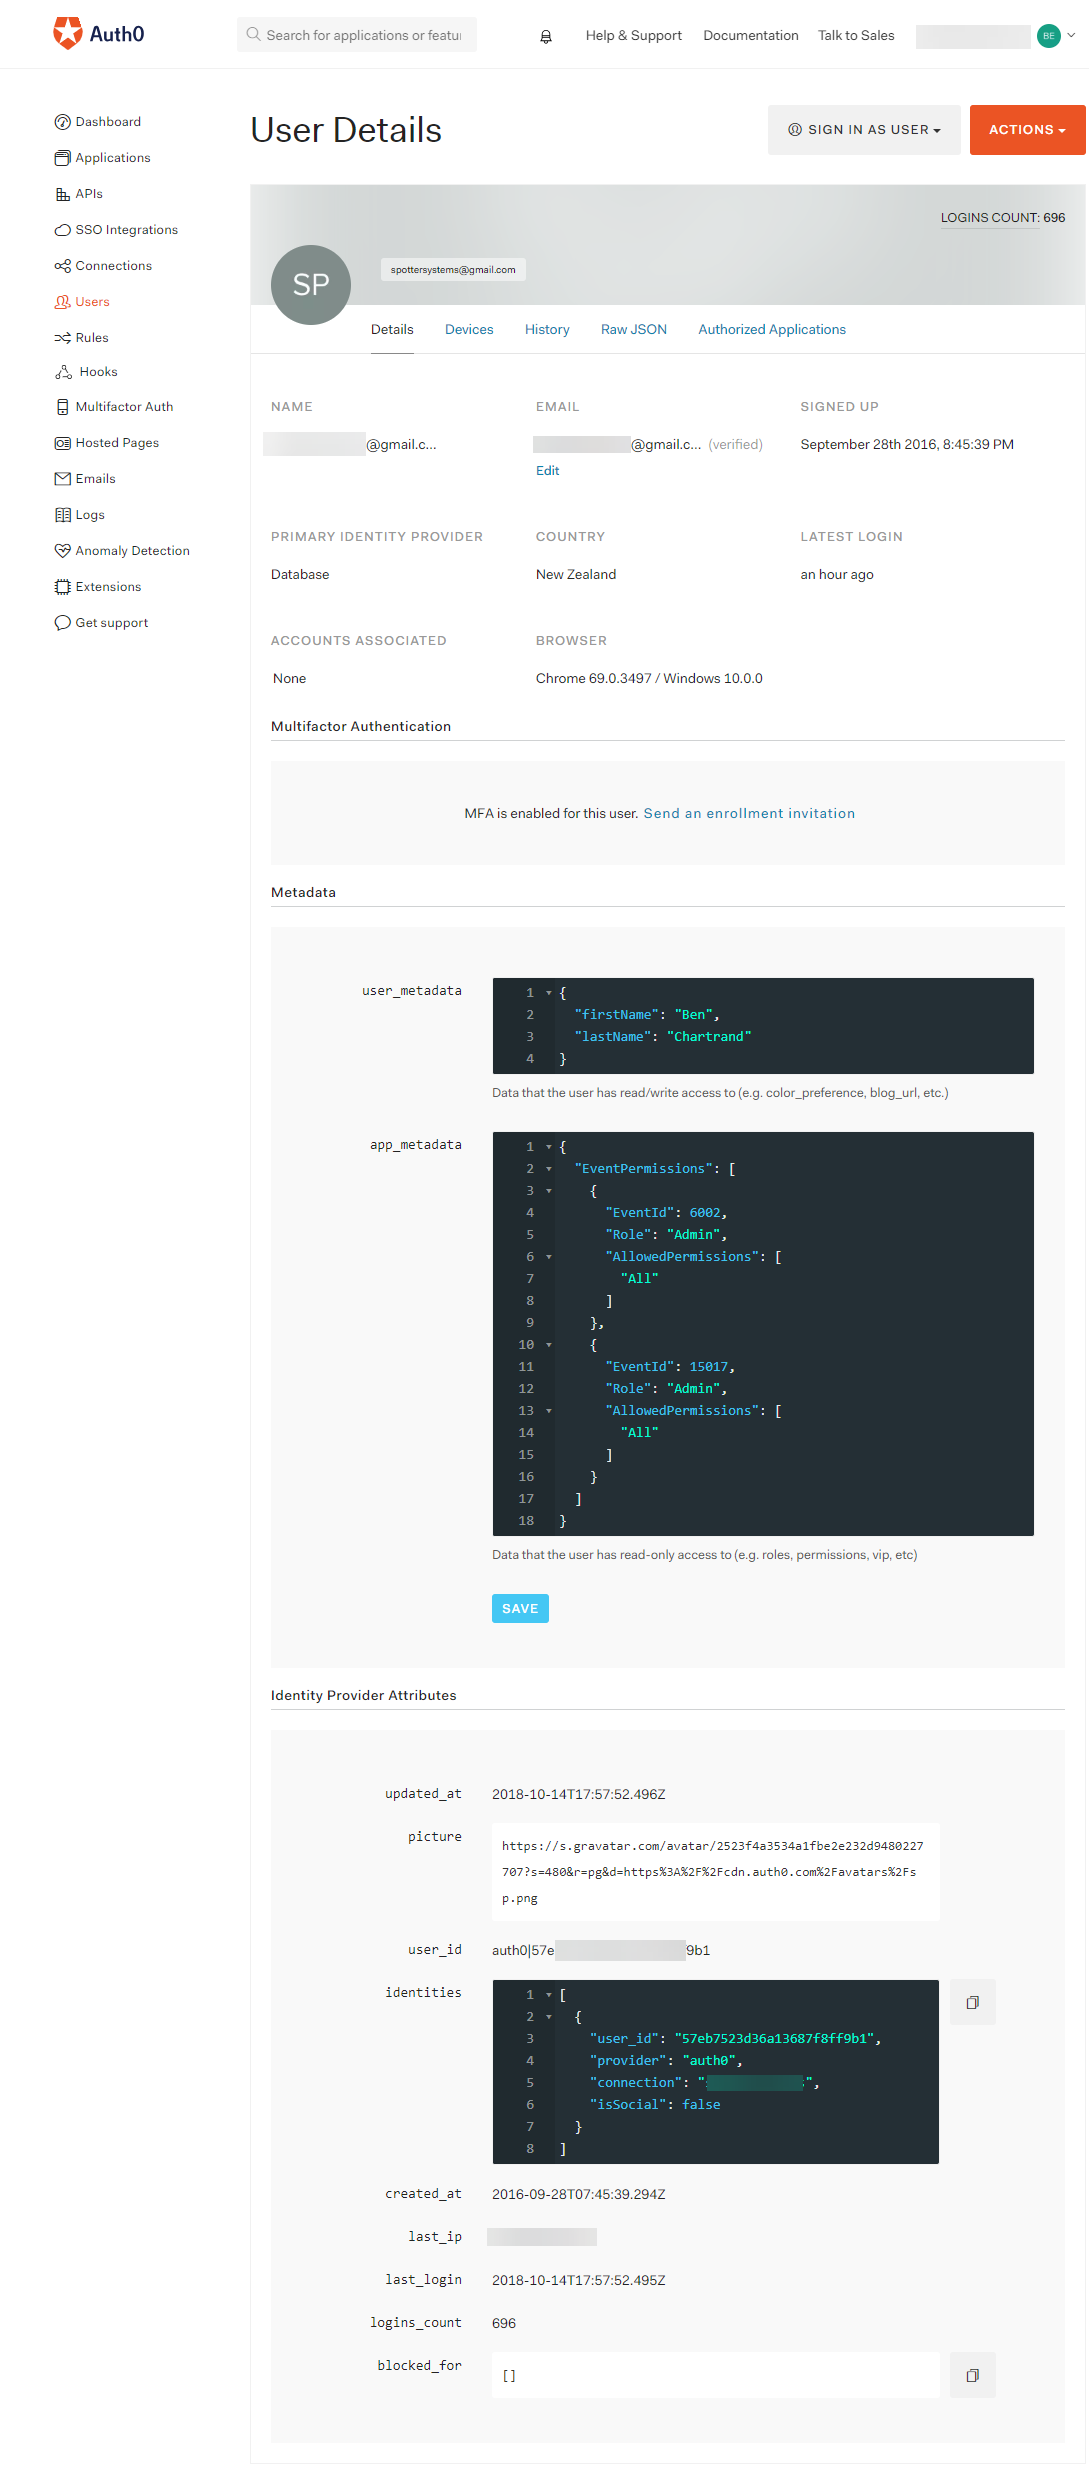 Auth0
Search for applications or featu
Help & Support
Documentation
Talk to Sales
BE
Dashboard
Applications
APIs
SSO Integrations
Connections
Users
Rules
Hooks
Multifactor Auth
Hosted Pages
Emails
Logs
Anomaly Detection
Extensions
Get support
User Details
SIGN IN AS USER
ACTIONS
LOGINS COUNT: 696
SP
spottersystems@gmail.com
Details Devices History Raw JSON Authorized Applications
NAME EMAIL SIGNED UP
@gmail.c... @gmail.c... (verified) September 28th 2016, 8:45:39 PM
Edit
PRIMARY IDENTITY PROVIDER COUNTRY LATEST LOGIN
Database New Zealand an hour ago
ACCOUNTS ASSOCIATED BROWSER
None Chrome 69.0.3497 / Windows 10.0.0
Multifactor Authentication
MFA is enabled for this user. Send an enrollment invitation
Metadata
user_metadata
1 {
2 "firstName": "Ben",
3 "lastName": "Chartrand"
4 }
Data that the user has read/write access to (e.g. color_preference, blog_url, etc.)
app_metadata
1 {
2 "EventPermissions": [
3 {
4 "EventId": 6002,
5 "Role": "Admin",
6 "AllowedPermissions": [
7 "All"
8 ]
9 },
10 {
11 "EventId": 15017,
12 "Role": "Admin",
13 "AllowedPermissions": [
14 "All"
15 ]
16 }
17 ]
18 }
Data that the user has read-only access to (e.g. roles, permissions, vip, etc)
SAVE
Identity Provider Attributes
updated_at 2018-10-14T17:57:52.496Z
picture
https://s.gravatar.com/avatar/2523f4a3534a1fbe2e232d9480227
707?s=480&r=pg&d=https%3A%2F%2Fcdn.auth0.com%2Favatars%2Fs
p.png
user_id auth0|57e 9b1
identities
1 [
2 {
3 "user_id": "57eb7523d36a13687f8ff9b1",
4 "provider": "auth0",
5 "connection": " ",
6 "isSocial": false
7 }
8 ]
created_at 2016-09-28T07:45:39.294Z
last_ip
last_login 2018-10-14T17:57:52.495Z
logins_count 696
blocked_for []